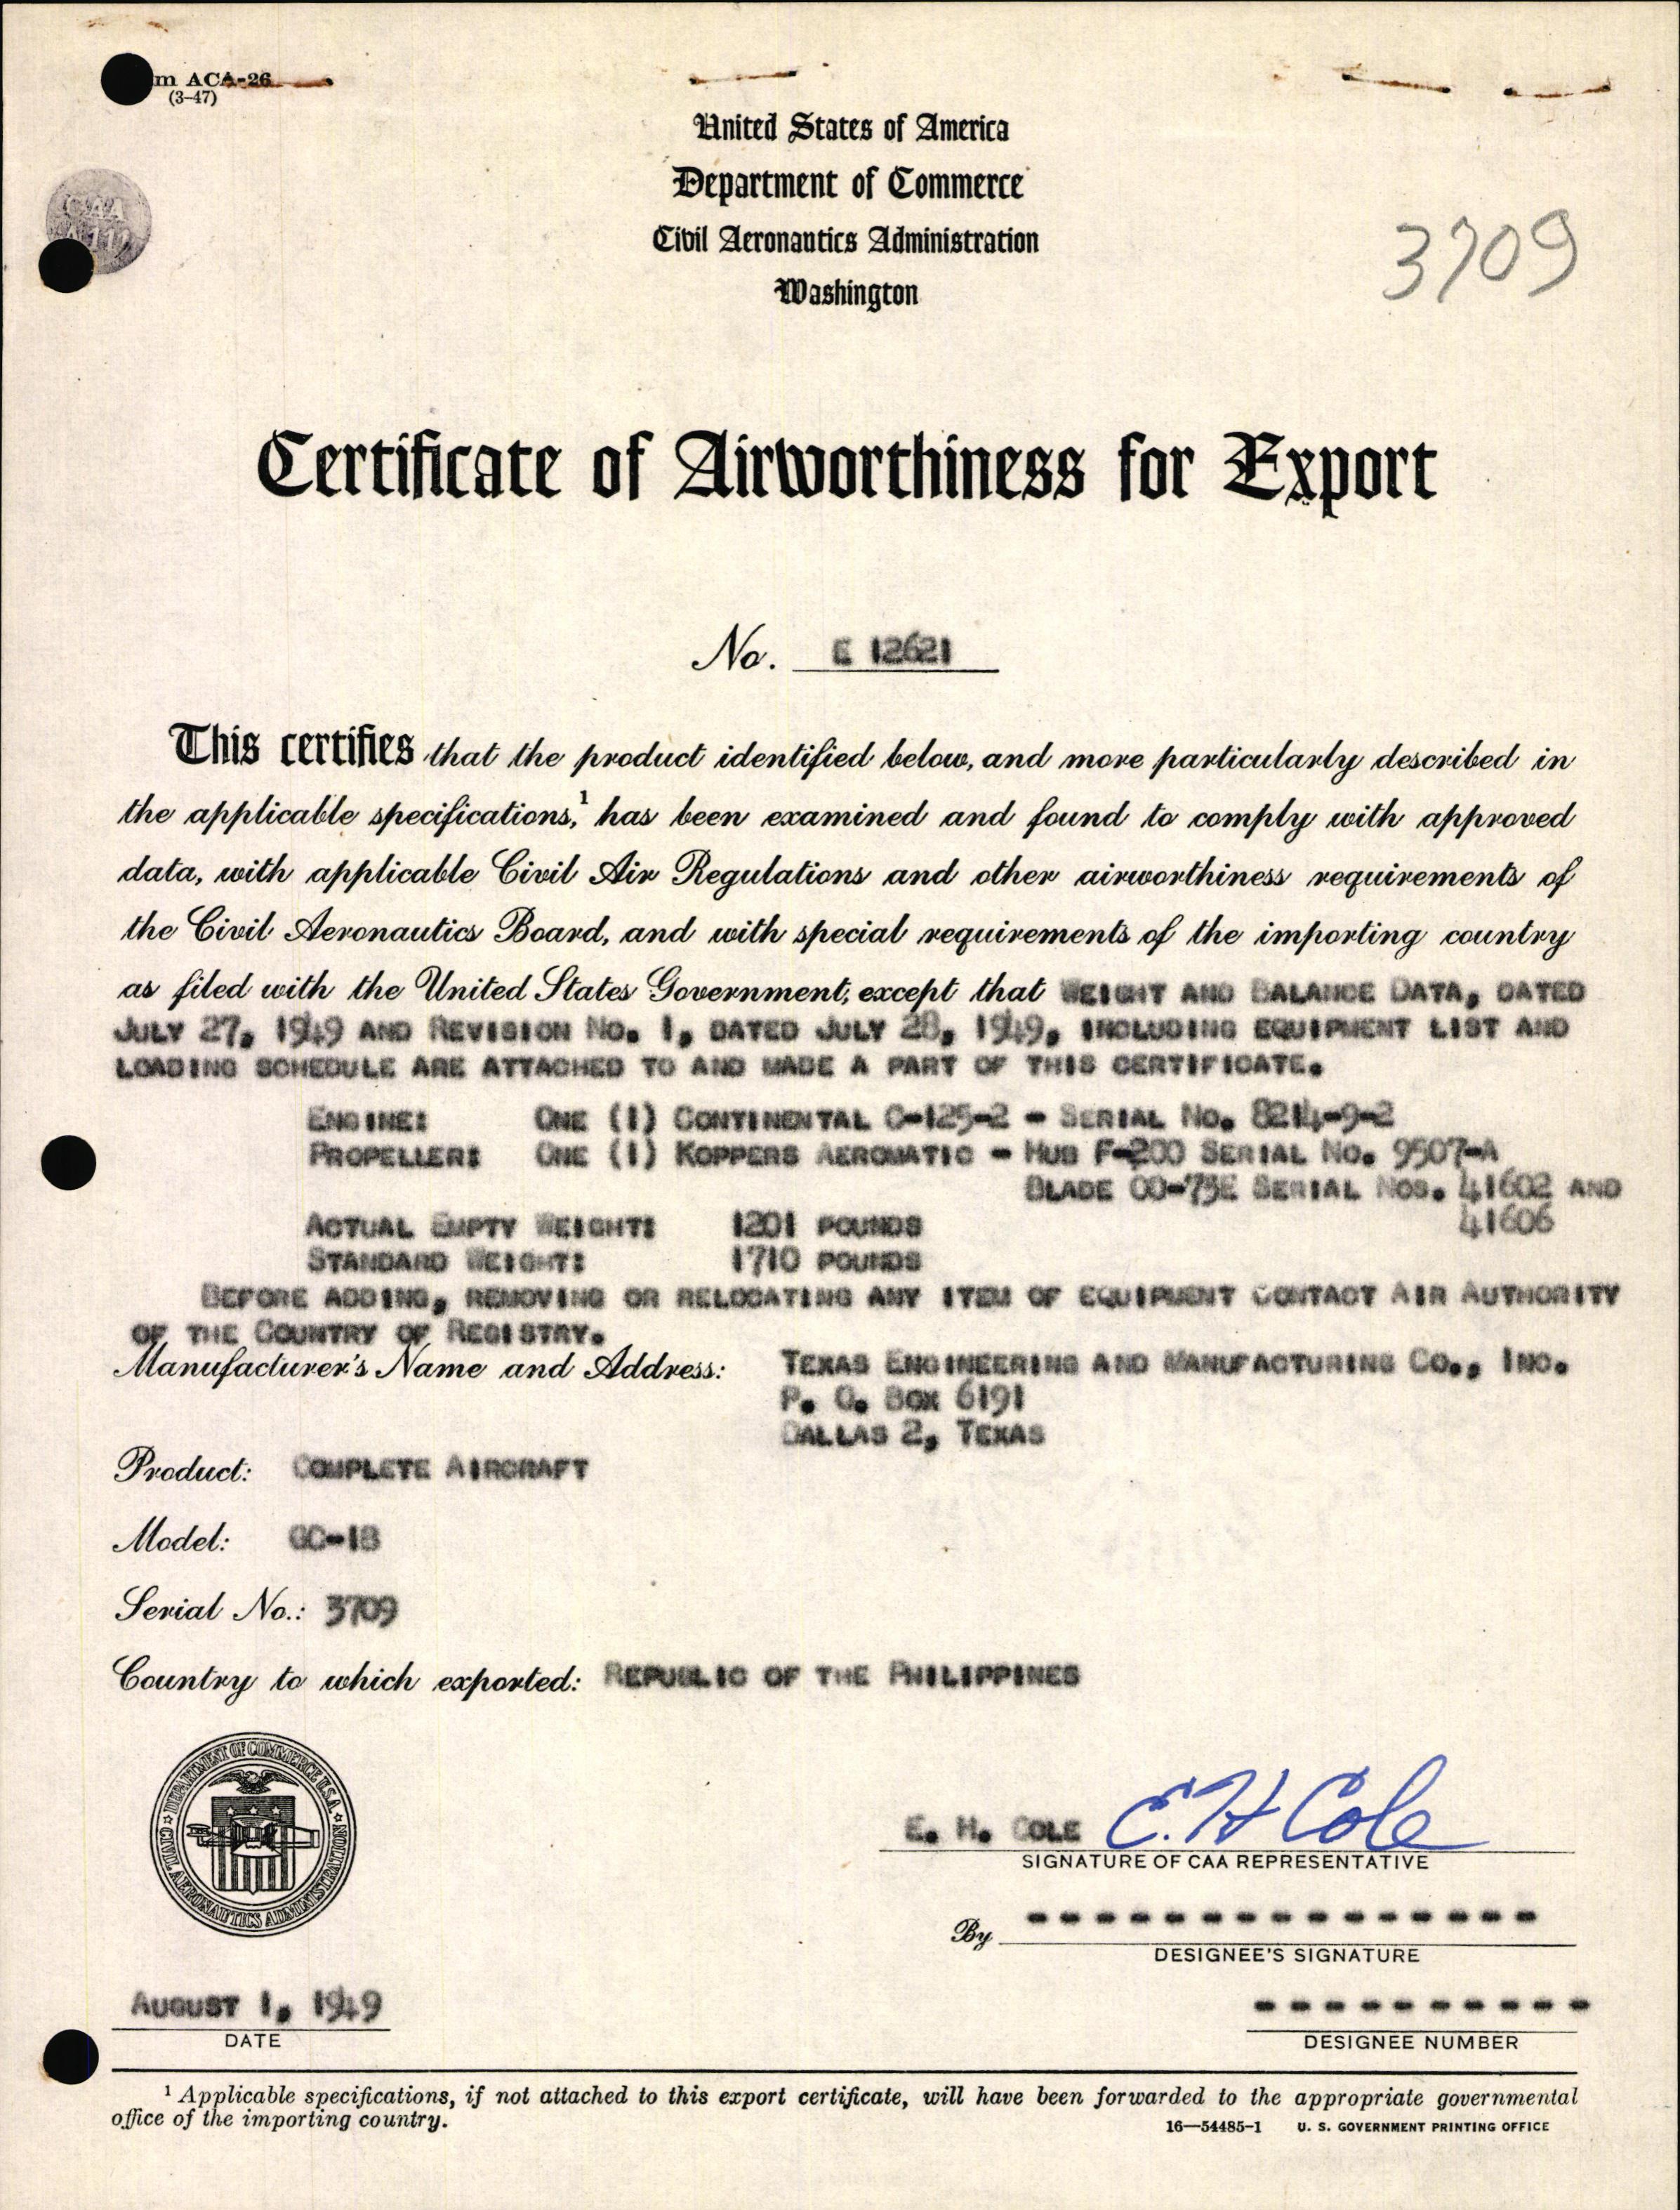 m ACA-26
(3-47)
United States of America
Department of Commerce
Civil Aeronautics Administration
Washington
3709
Certificate of Airworthiness for Export
No. E 12621
This certifies that the product identified below, and more particularly described in
the applicable specifications,¹ has been examined and found to comply with approved
data, with applicable Civil Air Regulations and other airworthiness requirements of
the Civil Aeronautics Board, and with special requirements of the importing country
as filed with the United States Government, except that WEIGHT AND BALANCE DATA, DATED
JULY 27, 1949 AND REVISION NO. 1, DATED JULY 28, 1949, INCLUDING EQUIPMENT LIST AND
LOADING SCHEDULE ARE ATTACHED TO AND MADE A PART OF THIS CERTIFICATE.
ENGINE: ONE (1) CONTINENTAL C-125-2 - SERIAL NO. 8214-9-2
PROPELLER: ONE (1) KOPPERS AEROMATIC - HUB F-200 SERIAL NO. 9507-A
BLADE 00-73E SERIAL NOS. 41602 AND
41606
ACTUAL EMPTY WEIGHT: 1201 POUNDS
STANDARD WEIGHT: 1710 POUNDS
BEFORE ADDING, REMOVING OR RELOCATING ANY ITEM OF EQUIPMENT CONTACT AIR AUTHORITY
OF THE COUNTRY OF REGISTRY.
Manufacturer's Name and Address: TEXAS ENGINEERING AND MANUFACTURING CO., INC.
P. O. BOX 6191
DALLAS 2, TEXAS
Product: COMPLETE AIRCRAFT
Model: GC-1B
Serial No.: 3709
Country to which exported: REPUBLIC OF THE PHILIPPINES
DEPARTMENT OF COMMERCE U.S.A.
CIVIL AERONAUTICS ADMINISTRATION
E. H. COLE E. H Cole
SIGNATURE OF CAA REPRESENTATIVE
By - - - - - - - - - - - - - - -
DESIGNEE'S SIGNATURE
AUGUST 1, 1949
DATE
- - - - - - - - - -
DESIGNEE NUMBER
¹ Applicable specifications, if not attached to this export certificate, will have been forwarded to the appropriate governmental
office of the importing country.
16—54485-1 U. S. GOVERNMENT PRINTING OFFICE